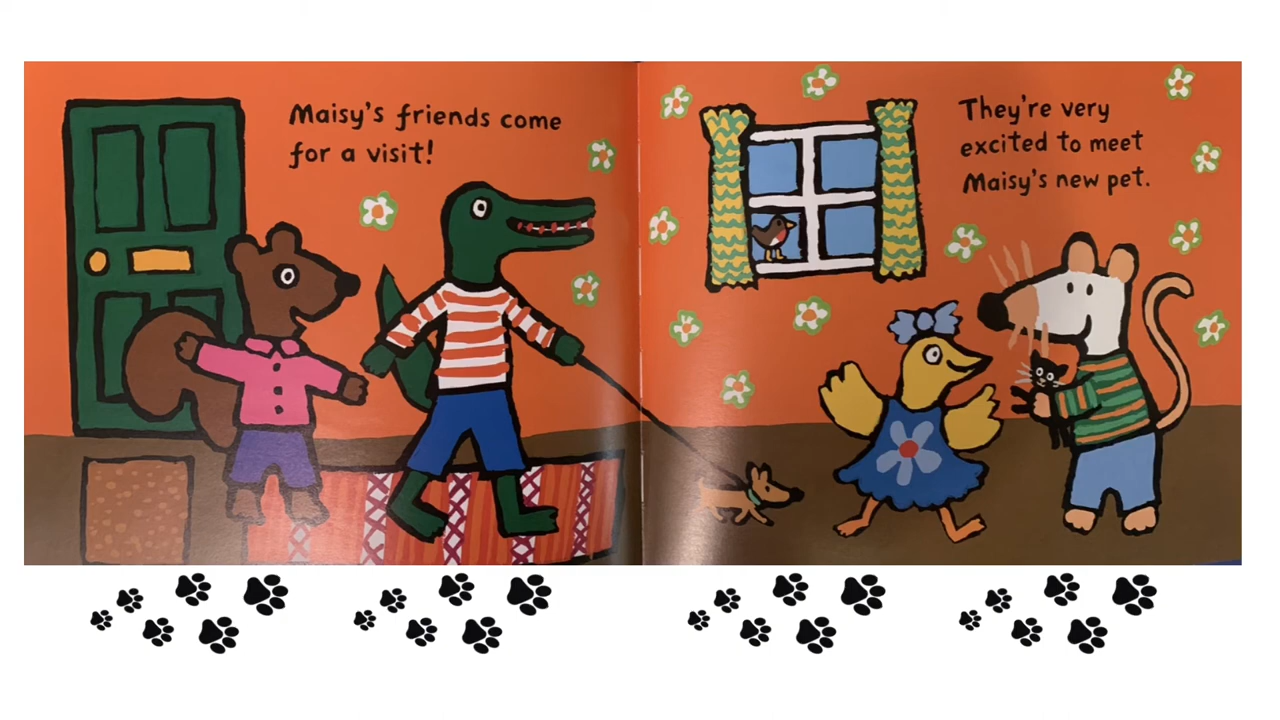 Maisy's friends come
for a visit!
They're very
excited to meet
Maisy's new pet.